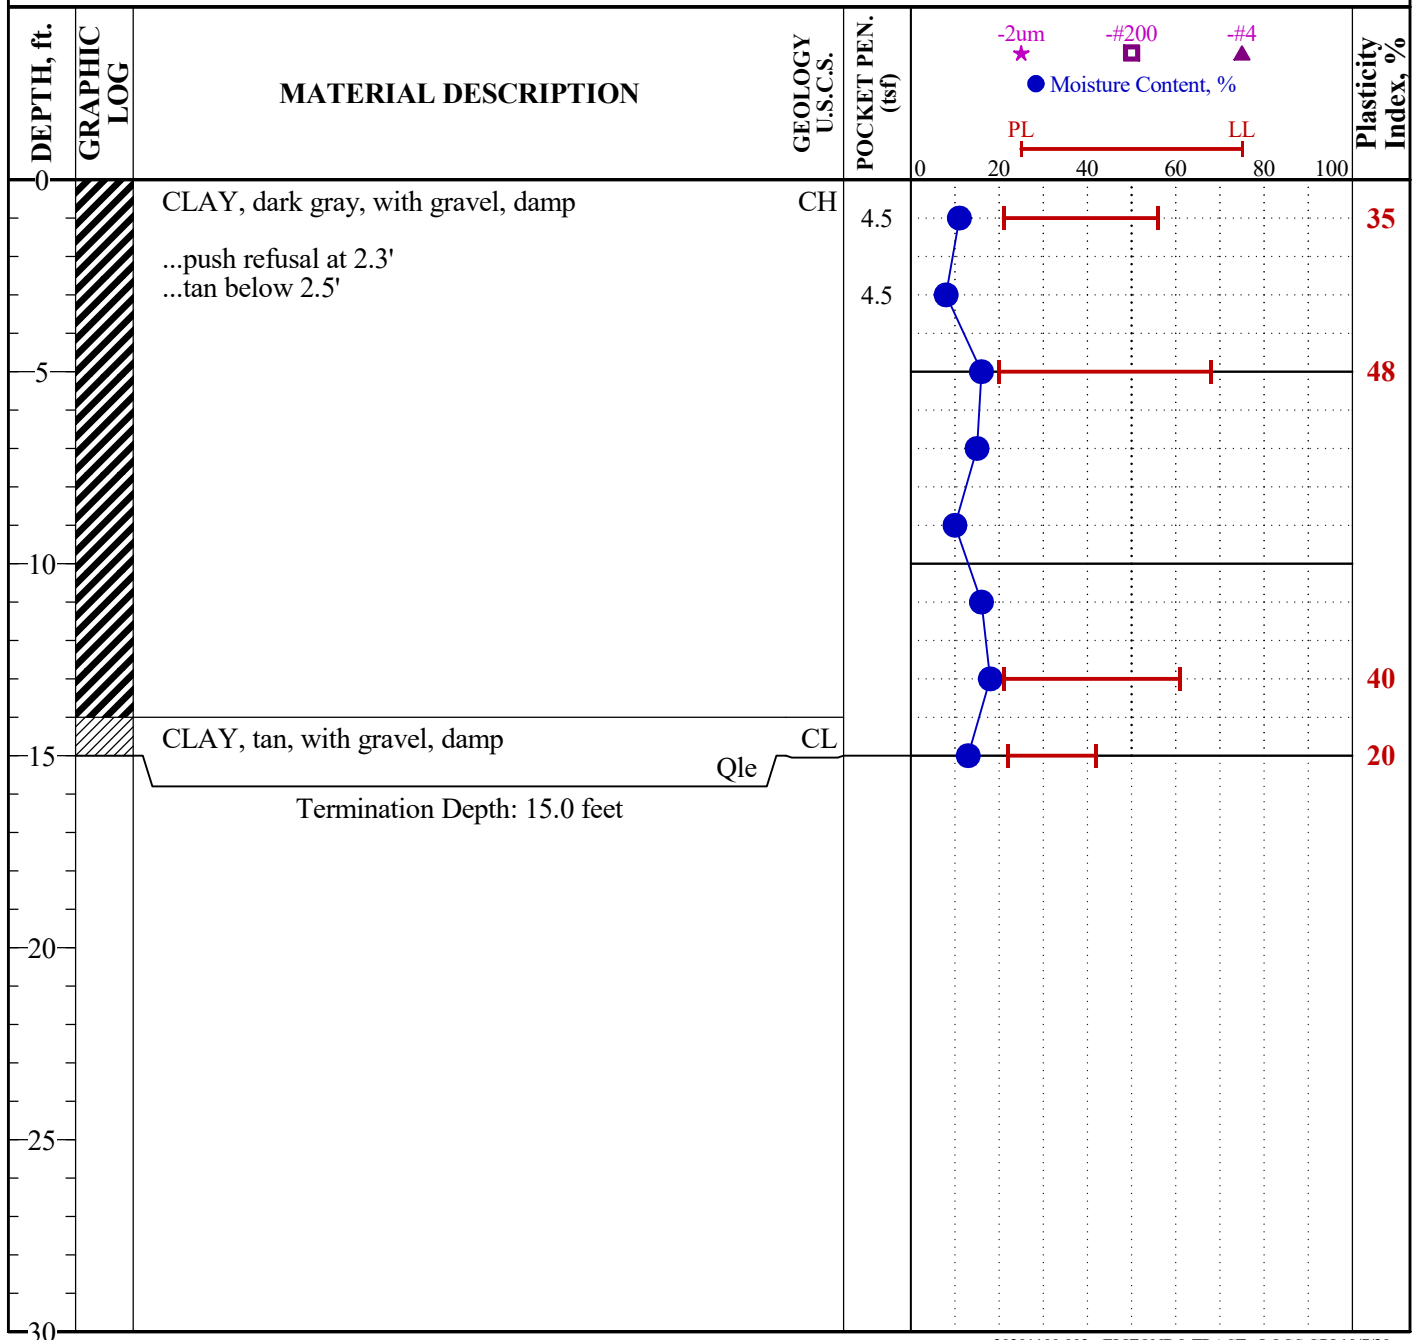 DEPTH, ft.
GRAPHIC
LOG
MATERIAL DESCRIPTION
GEOLOGY
U.S.C.S.
POCKET PEN.
(tsf)
-2um
-#200
-#4
Moisture Content, %
PL
LL
0 20 40 60 80 100
Plasticity
Index, %
0
CLAY, dark gray, with gravel, damp
CH
4.5
35
...push refusal at 2.3'
...tan below 2.5'
4.5
5
48
10
40
CLAY, tan, with gravel, damp
CL
15
20
Qle
Termination Depth: 15.0 feet
20
25
30